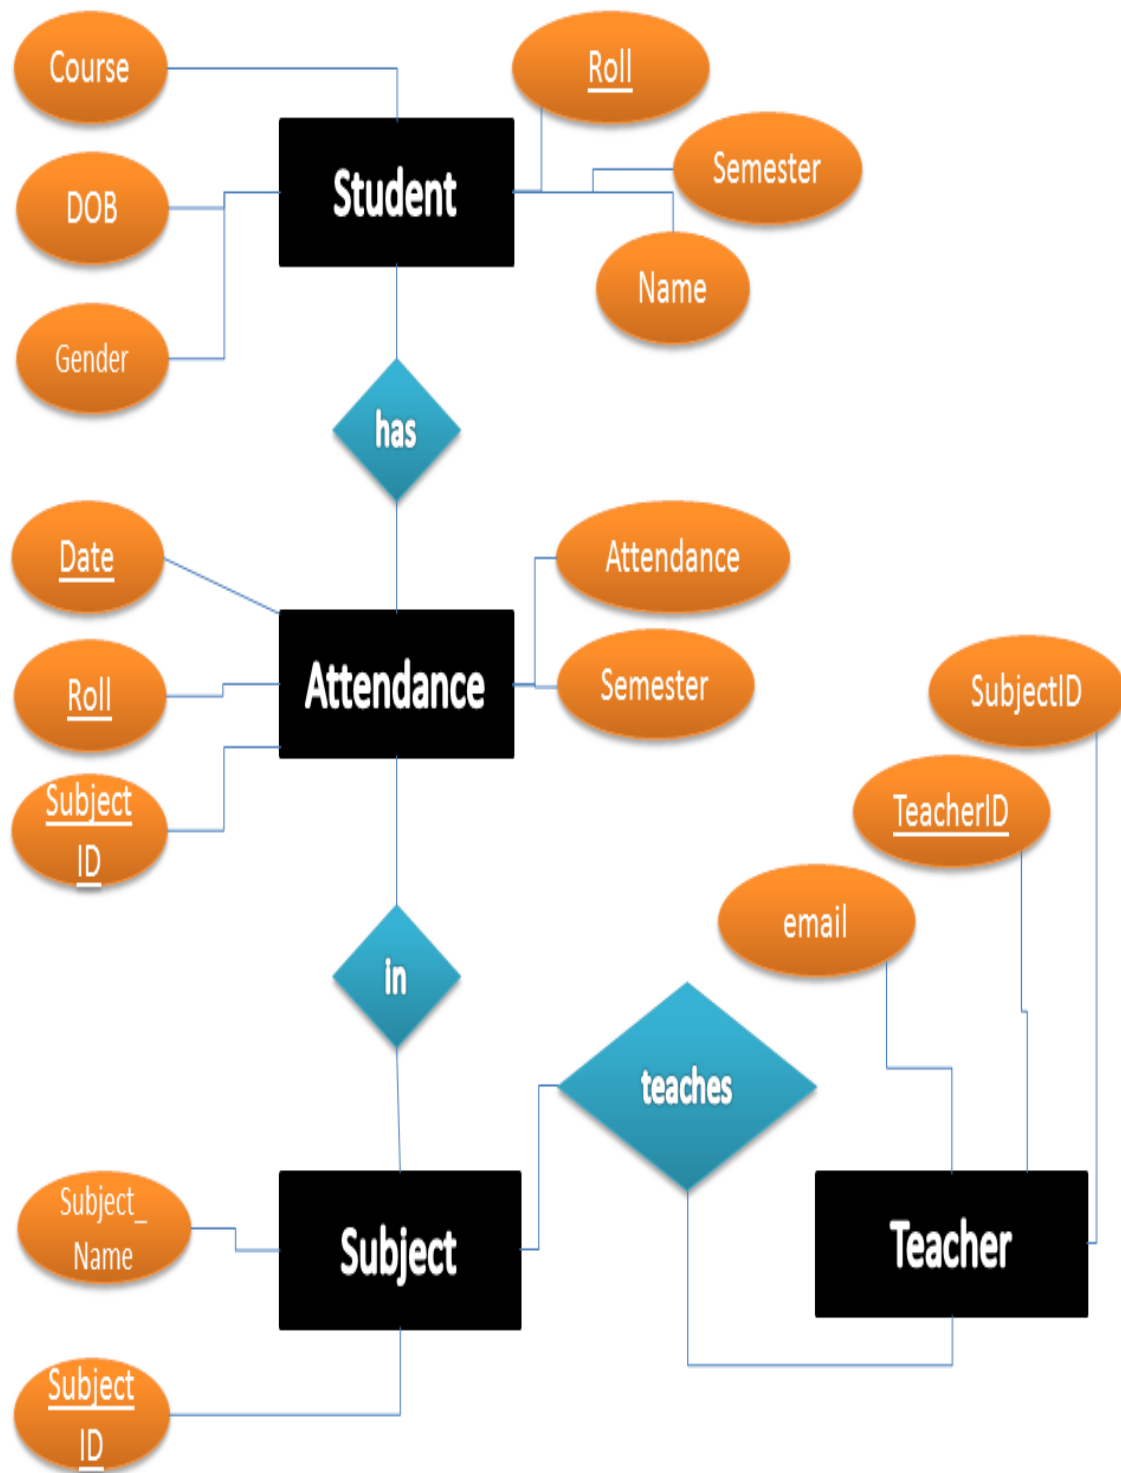 Course
Roll
DOB
Student
Semester
Name
Gender
has
Date
Attendance
Roll
Attendance
Semester
SubjectID
Subject
ID
TeacherID
email
in
teaches
Subject_
Name
Subject
Teacher
Subject
ID